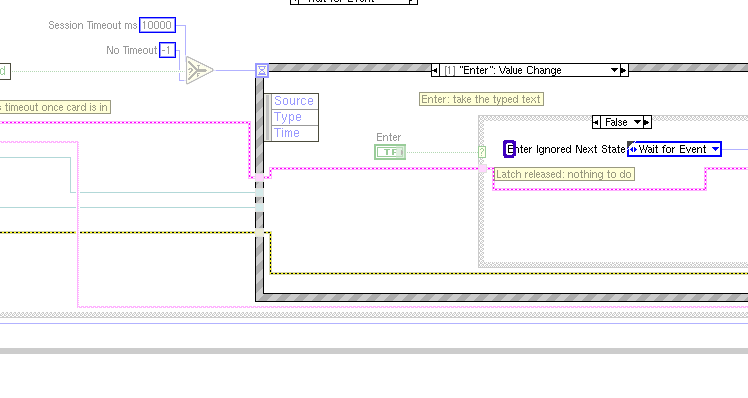 Wait for Event
Session Timeout ms 10000
No Timeout -1
d
[1] "Enter": Value Change
s timeout once card is in
Source
Type
Time
Enter: take the typed text
False
Enter
TF
Enter Ignored Next State Wait for Event
Latch released: nothing to do